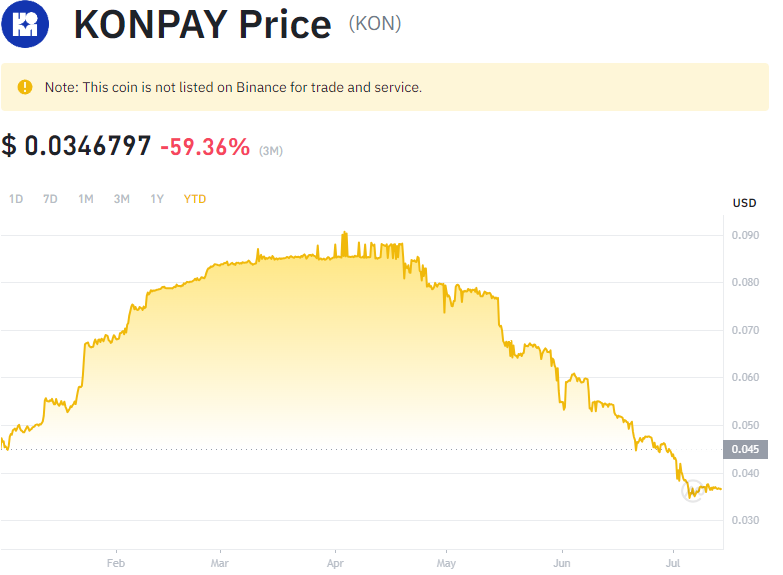 KONPAY Price (KON)
Note: This coin is not listed on Binance for trade and service.
$ 0.0346797 -59.36% (3M)
1D 7D 1M 3M 1Y YTD
USD
0.090
0.080
0.070
0.060
0.050
0.045
0.040
0.030
Feb Mar Apr May Jun Jul